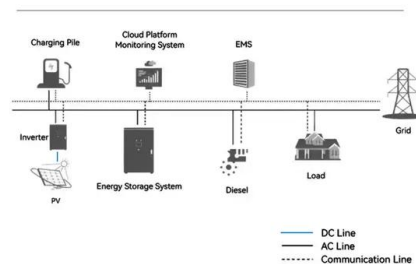 Charging Pile
Cloud Platform
Monitoring System
EMS
Grid
Inverter
PV
Energy Storage System
Diesel
Load
DC Line
AC Line
Communication Line